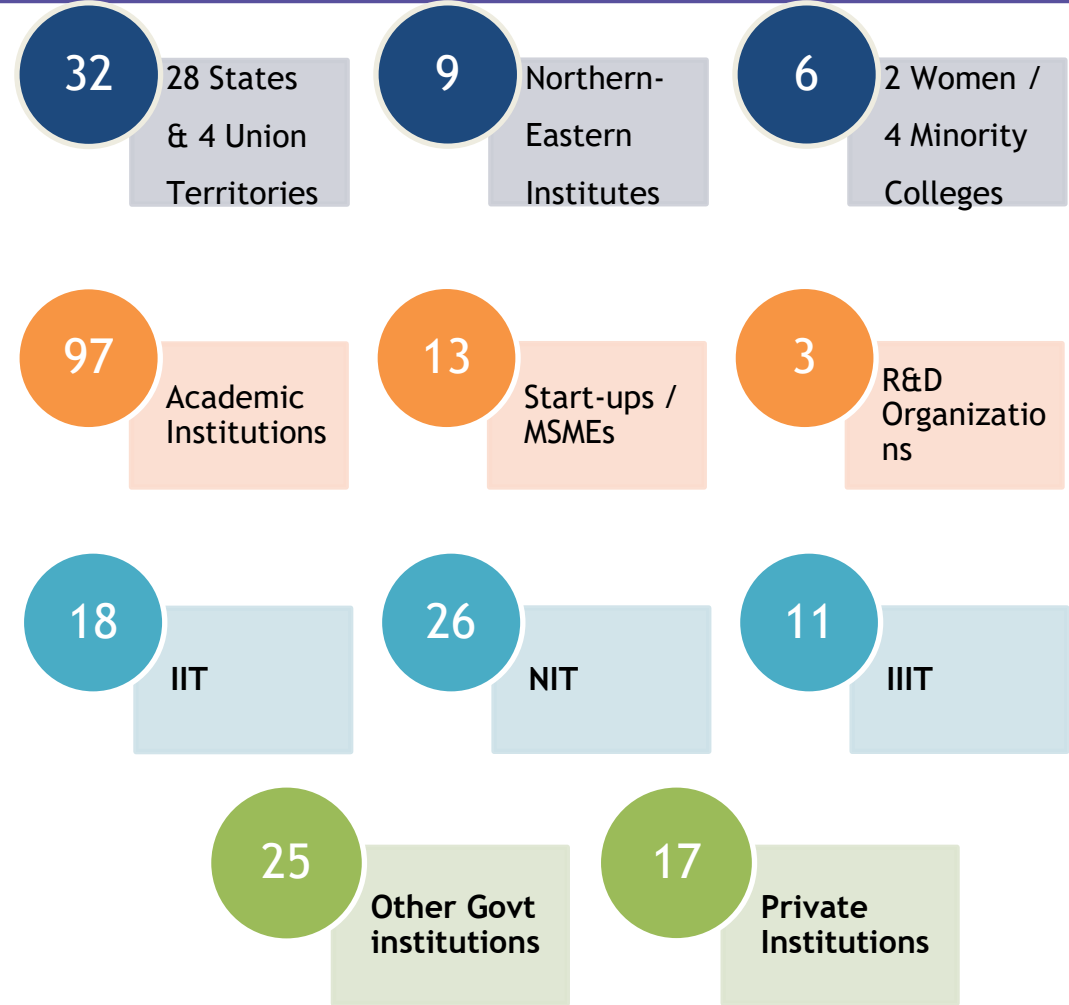 32
28 States
& 4 Union
Territories
9
Northern-
Eastern
Institutes
6
2 Women /
4 Minority
Colleges
97
Academic
Institutions
13
Start-ups /
MSMEs
3
R&D
Organizatio
ns
18
IIT
26
NIT
11
IIIT
25
Other Govt
institutions
17
Private
Institutions